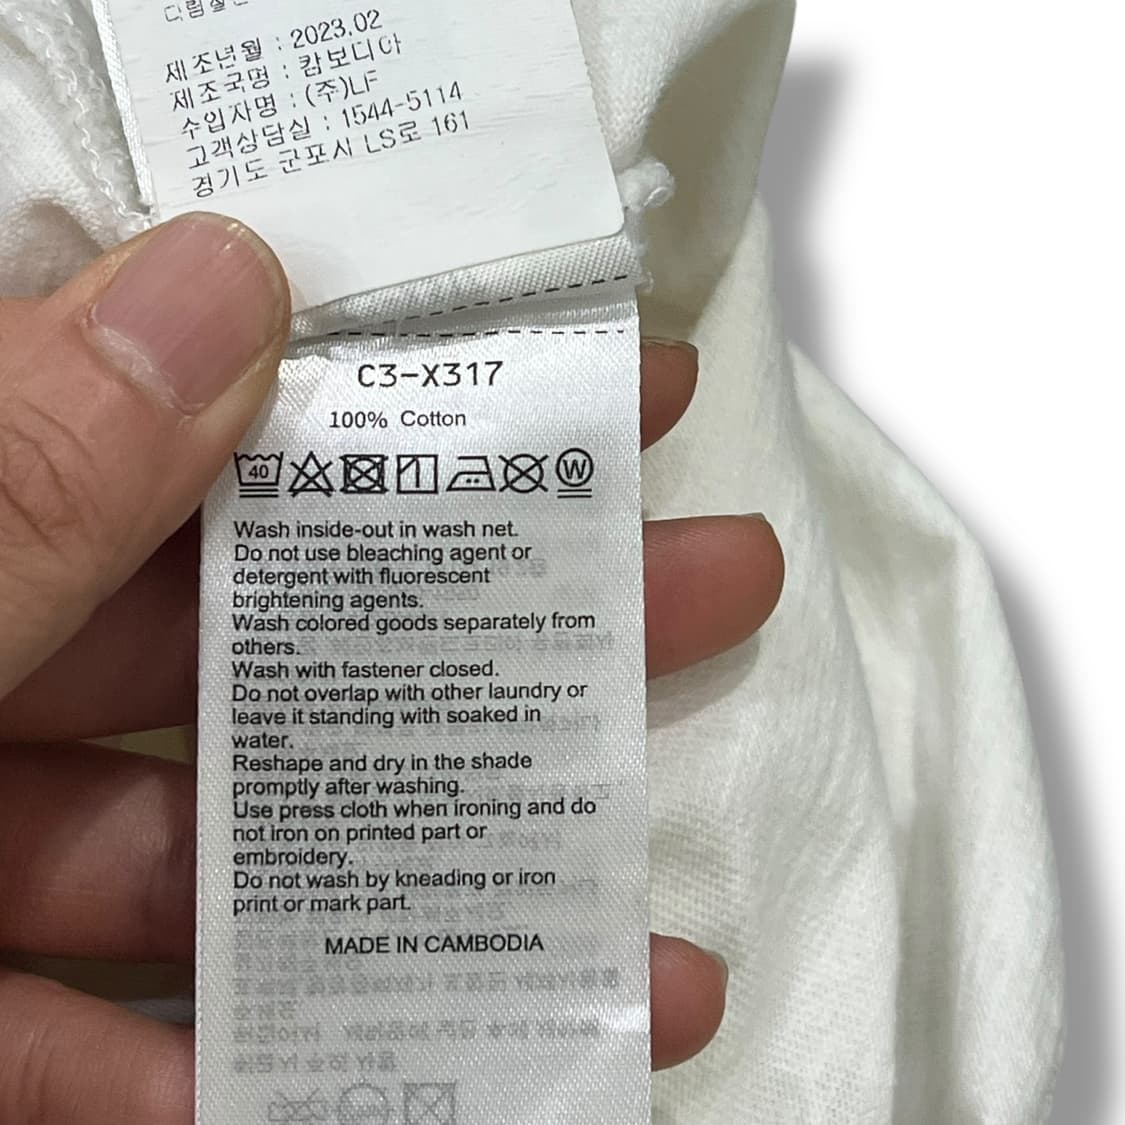 제조년월 : 2023.02
제조국명 : 캄보디아
수입자명 : (주)LF
고객상담실 : 1544-5114
경기도 군포시 LS로 161
C3-X317
100% Cotton
40 W
Wash inside-out in wash net.
Do not use bleaching agent or
detergent with fluorescent
brightening agents.
Wash colored goods separately from
others.
Wash with fastener closed.
Do not overlap with other laundry or
leave it standing with soaked in
water.
Reshape and dry in the shade
promptly after washing.
Use press cloth when ironing and do
not iron on printed part or
embroidery.
Do not wash by kneading or iron
print or mark part.
MADE IN CAMBODIA